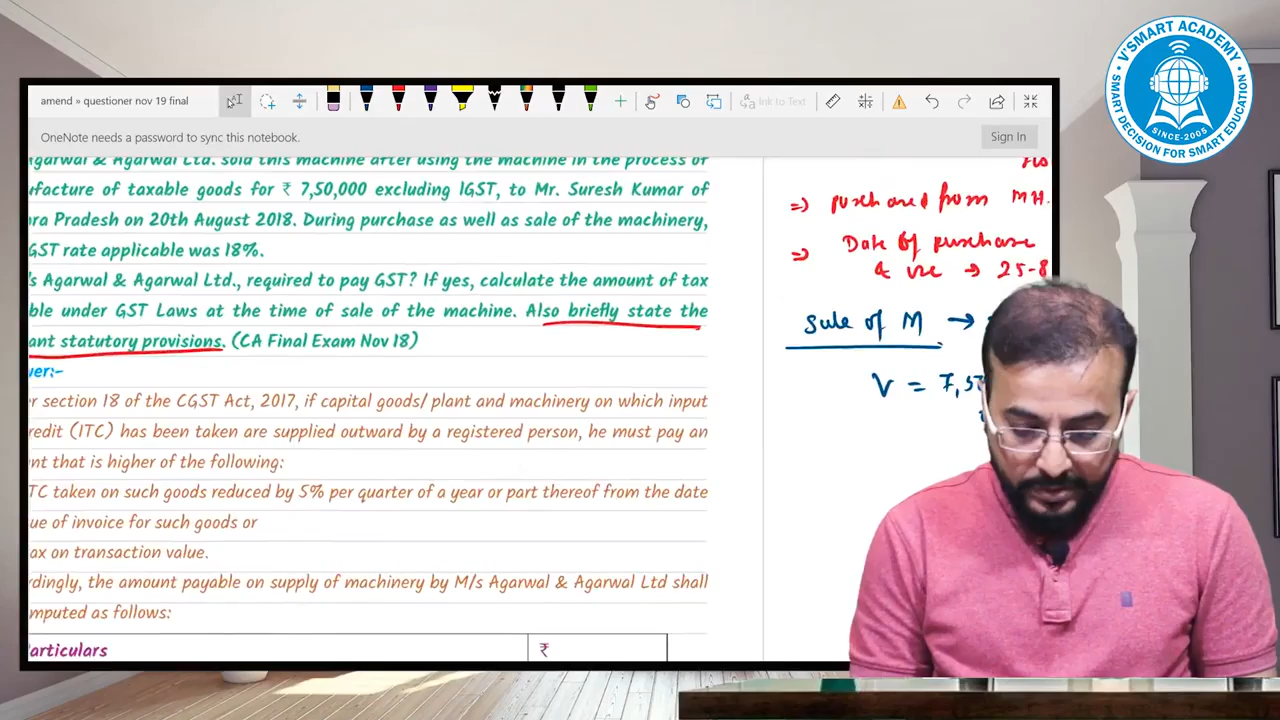 amend » questioner nov 19 final
Ink to Text
OneNote needs a password to sync this notebook.
Sign In
garwal & Agarwal Ltd. sold this machine after using the machine in the process of
facture of taxable goods for ₹ 7,50,000 excluding IGST, to Mr. Suresh Kumar of
ra Pradesh on 20th August 2018. During purchase as well as sale of the machinery,
GST rate applicable was 18%.
s Agarwal & Agarwal Ltd., required to pay GST? If yes, calculate the amount of tax
ble under GST Laws at the time of sale of the machine. Also briefly state the
ant statutory provisions. (CA Final Exam Nov 18)
wer:-
r section 18 of the CGST Act, 2017, if capital goods/ plant and machinery on which input
redit (ITC) has been taken are supplied outward by a registered person, he must pay an
nt that is higher of the following:
TC taken on such goods reduced by 5% per quarter of a year or part thereof from the date
ue of invoice for such goods or
ax on transaction value.
rdingly, the amount payable on supply of machinery by M/s Agarwal & Agarwal Ltd shall
mputed as follows:
articulars ₹
=> purchased from MH.
=> Date of purchase
& use → 25-8
Sale of M →
V = 7,5
V'SMART ACADEMY
SMART DECISION FOR SMART EDUCATION
SINCE-2005